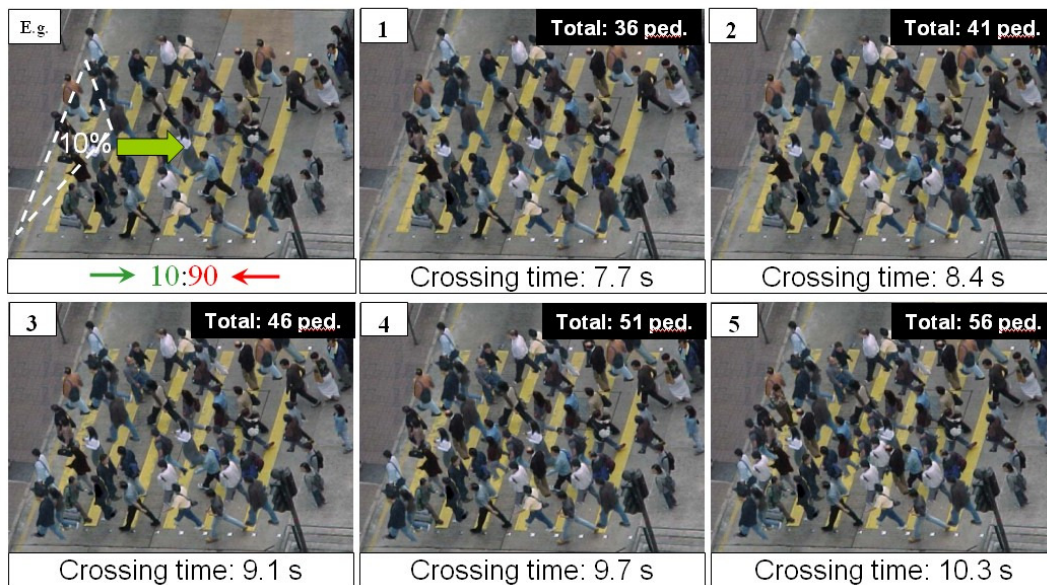 E.g.
10%
10:90
1
Total: 36 ped.
Crossing time: 7.7 s
2
Total: 41 ped.
Crossing time: 8.4 s
3
Total: 46 ped.
Crossing time: 9.1 s
4
Total: 51 ped.
Crossing time: 9.7 s
5
Total: 56 ped.
Crossing time: 10.3 s